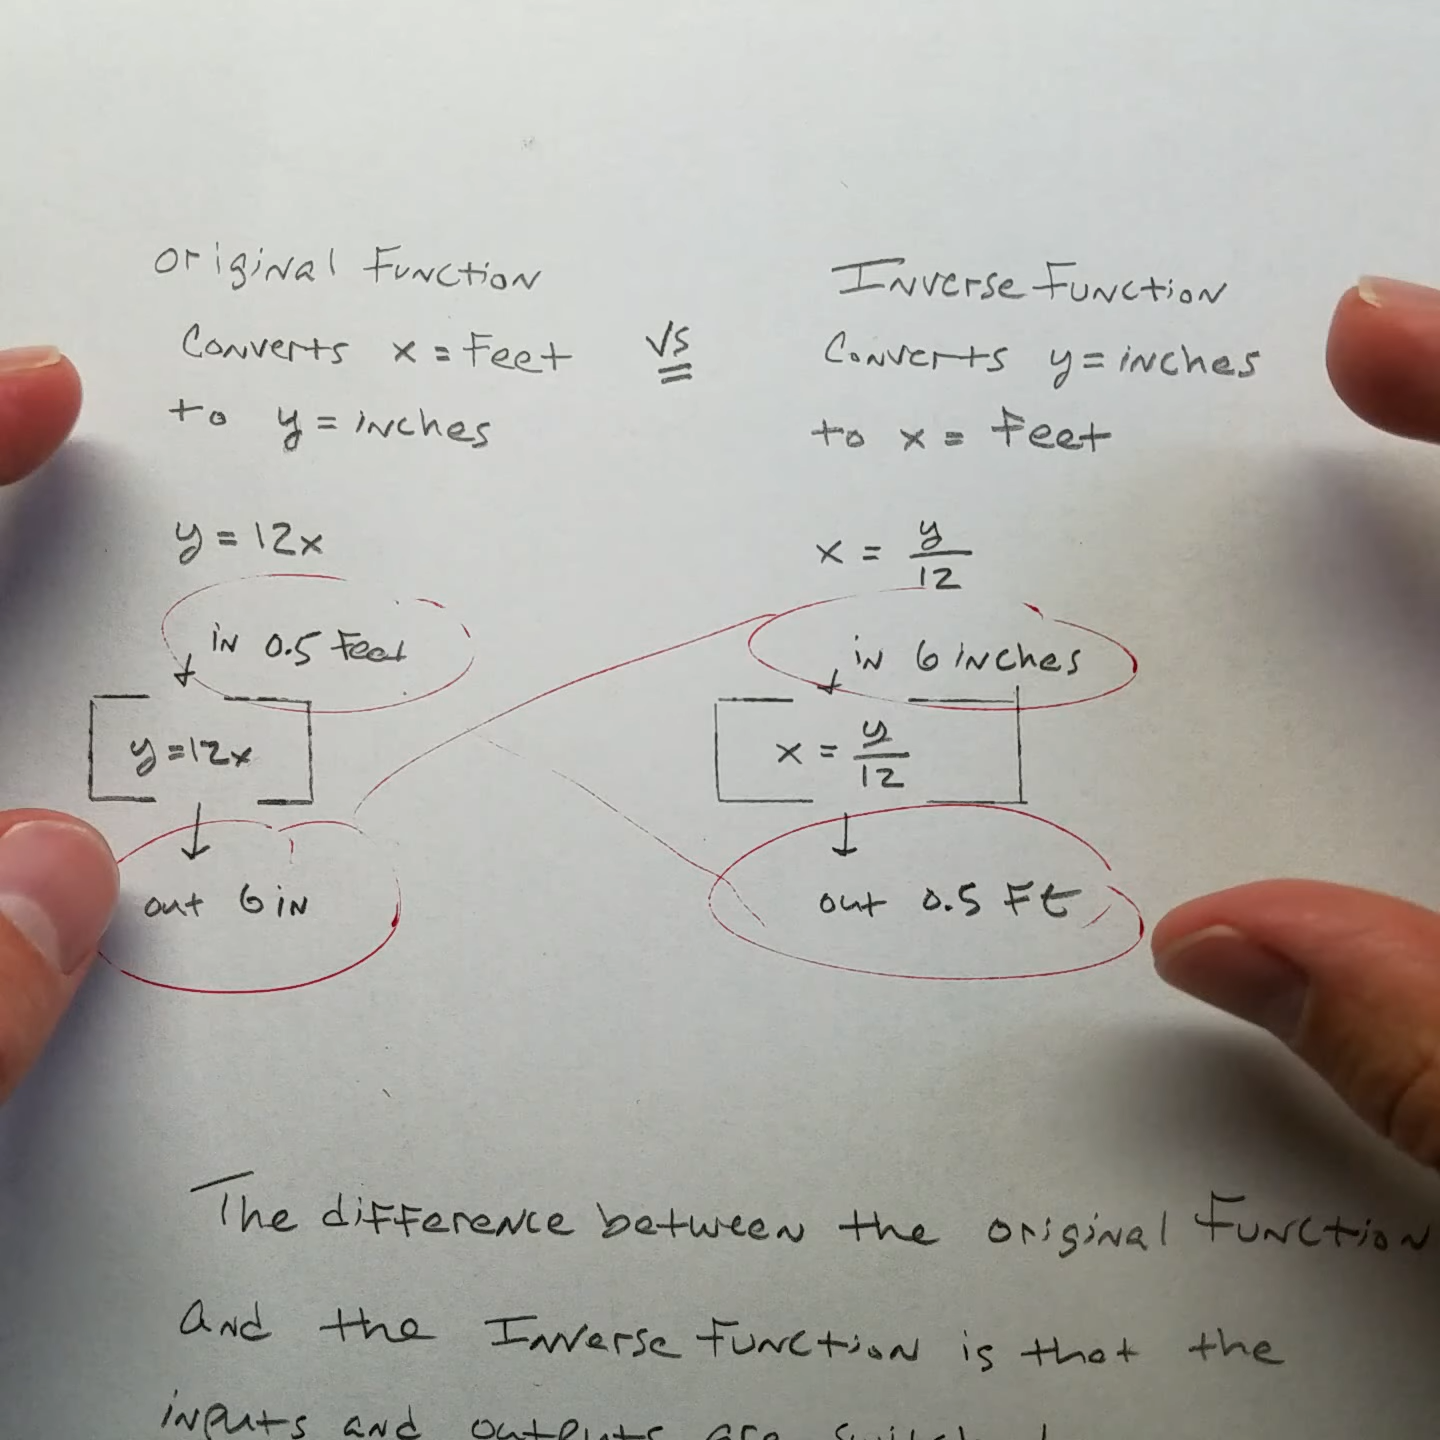 Original Function
Converts x = Feet
to y = inches
VS
Inverse Function
Converts y = inches
to x = Feet
y = 12x
x = y/12
in 0.5 Feet
in 6 inches
y = 12x
x = y/12
out 6 in
out 0.5 Ft
The difference between the original Function
and the Inverse Function is that the
inputs and outputs are